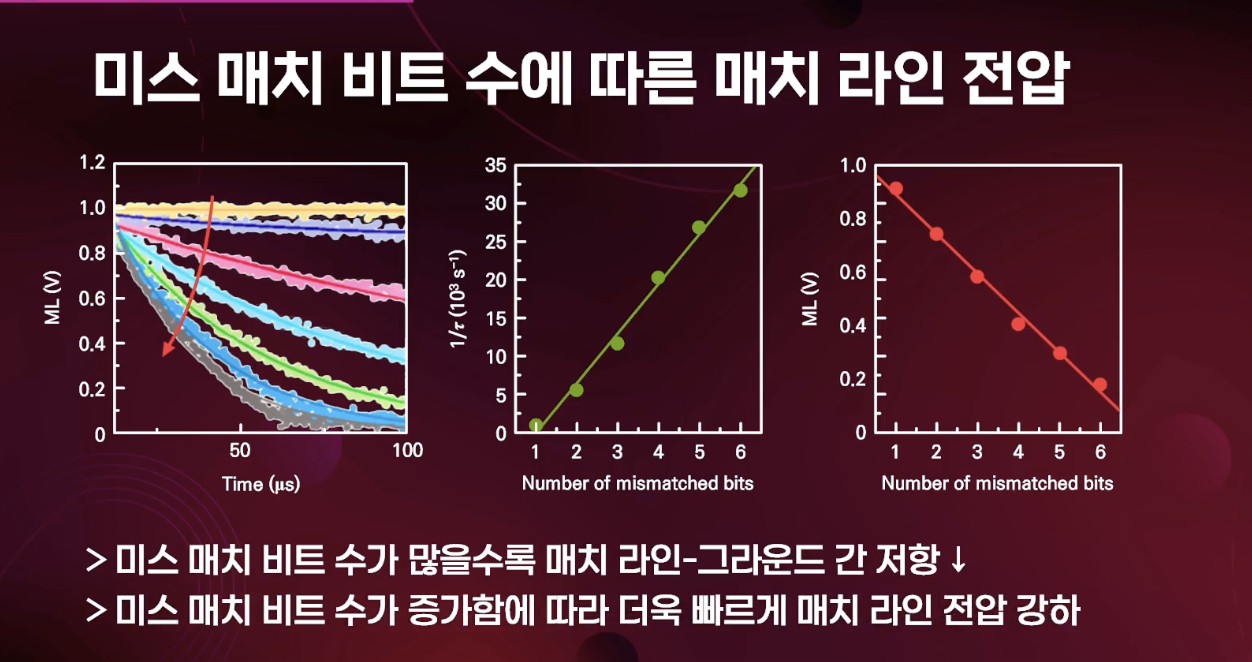 미스 매치 비트 수에 따른 매치 라인 전압
1.2
1.0
0.8
0.6
0.4
0.2
0
ML (V)
50
100
Time (μs)
35
30
25
20
15
10
5
0
1/τ (10³ s⁻¹)
1 2 3 4 5 6
Number of mismatched bits
1.0
0.8
0.6
0.4
0.2
0
ML (V)
1 2 3 4 5 6
Number of mismatched bits
> 미스 매치 비트 수가 많을수록 매치 라인-그라운드 간 저항 ↓
> 미스 매치 비트 수가 증가함에 따라 더욱 빠르게 매치 라인 전압 강하